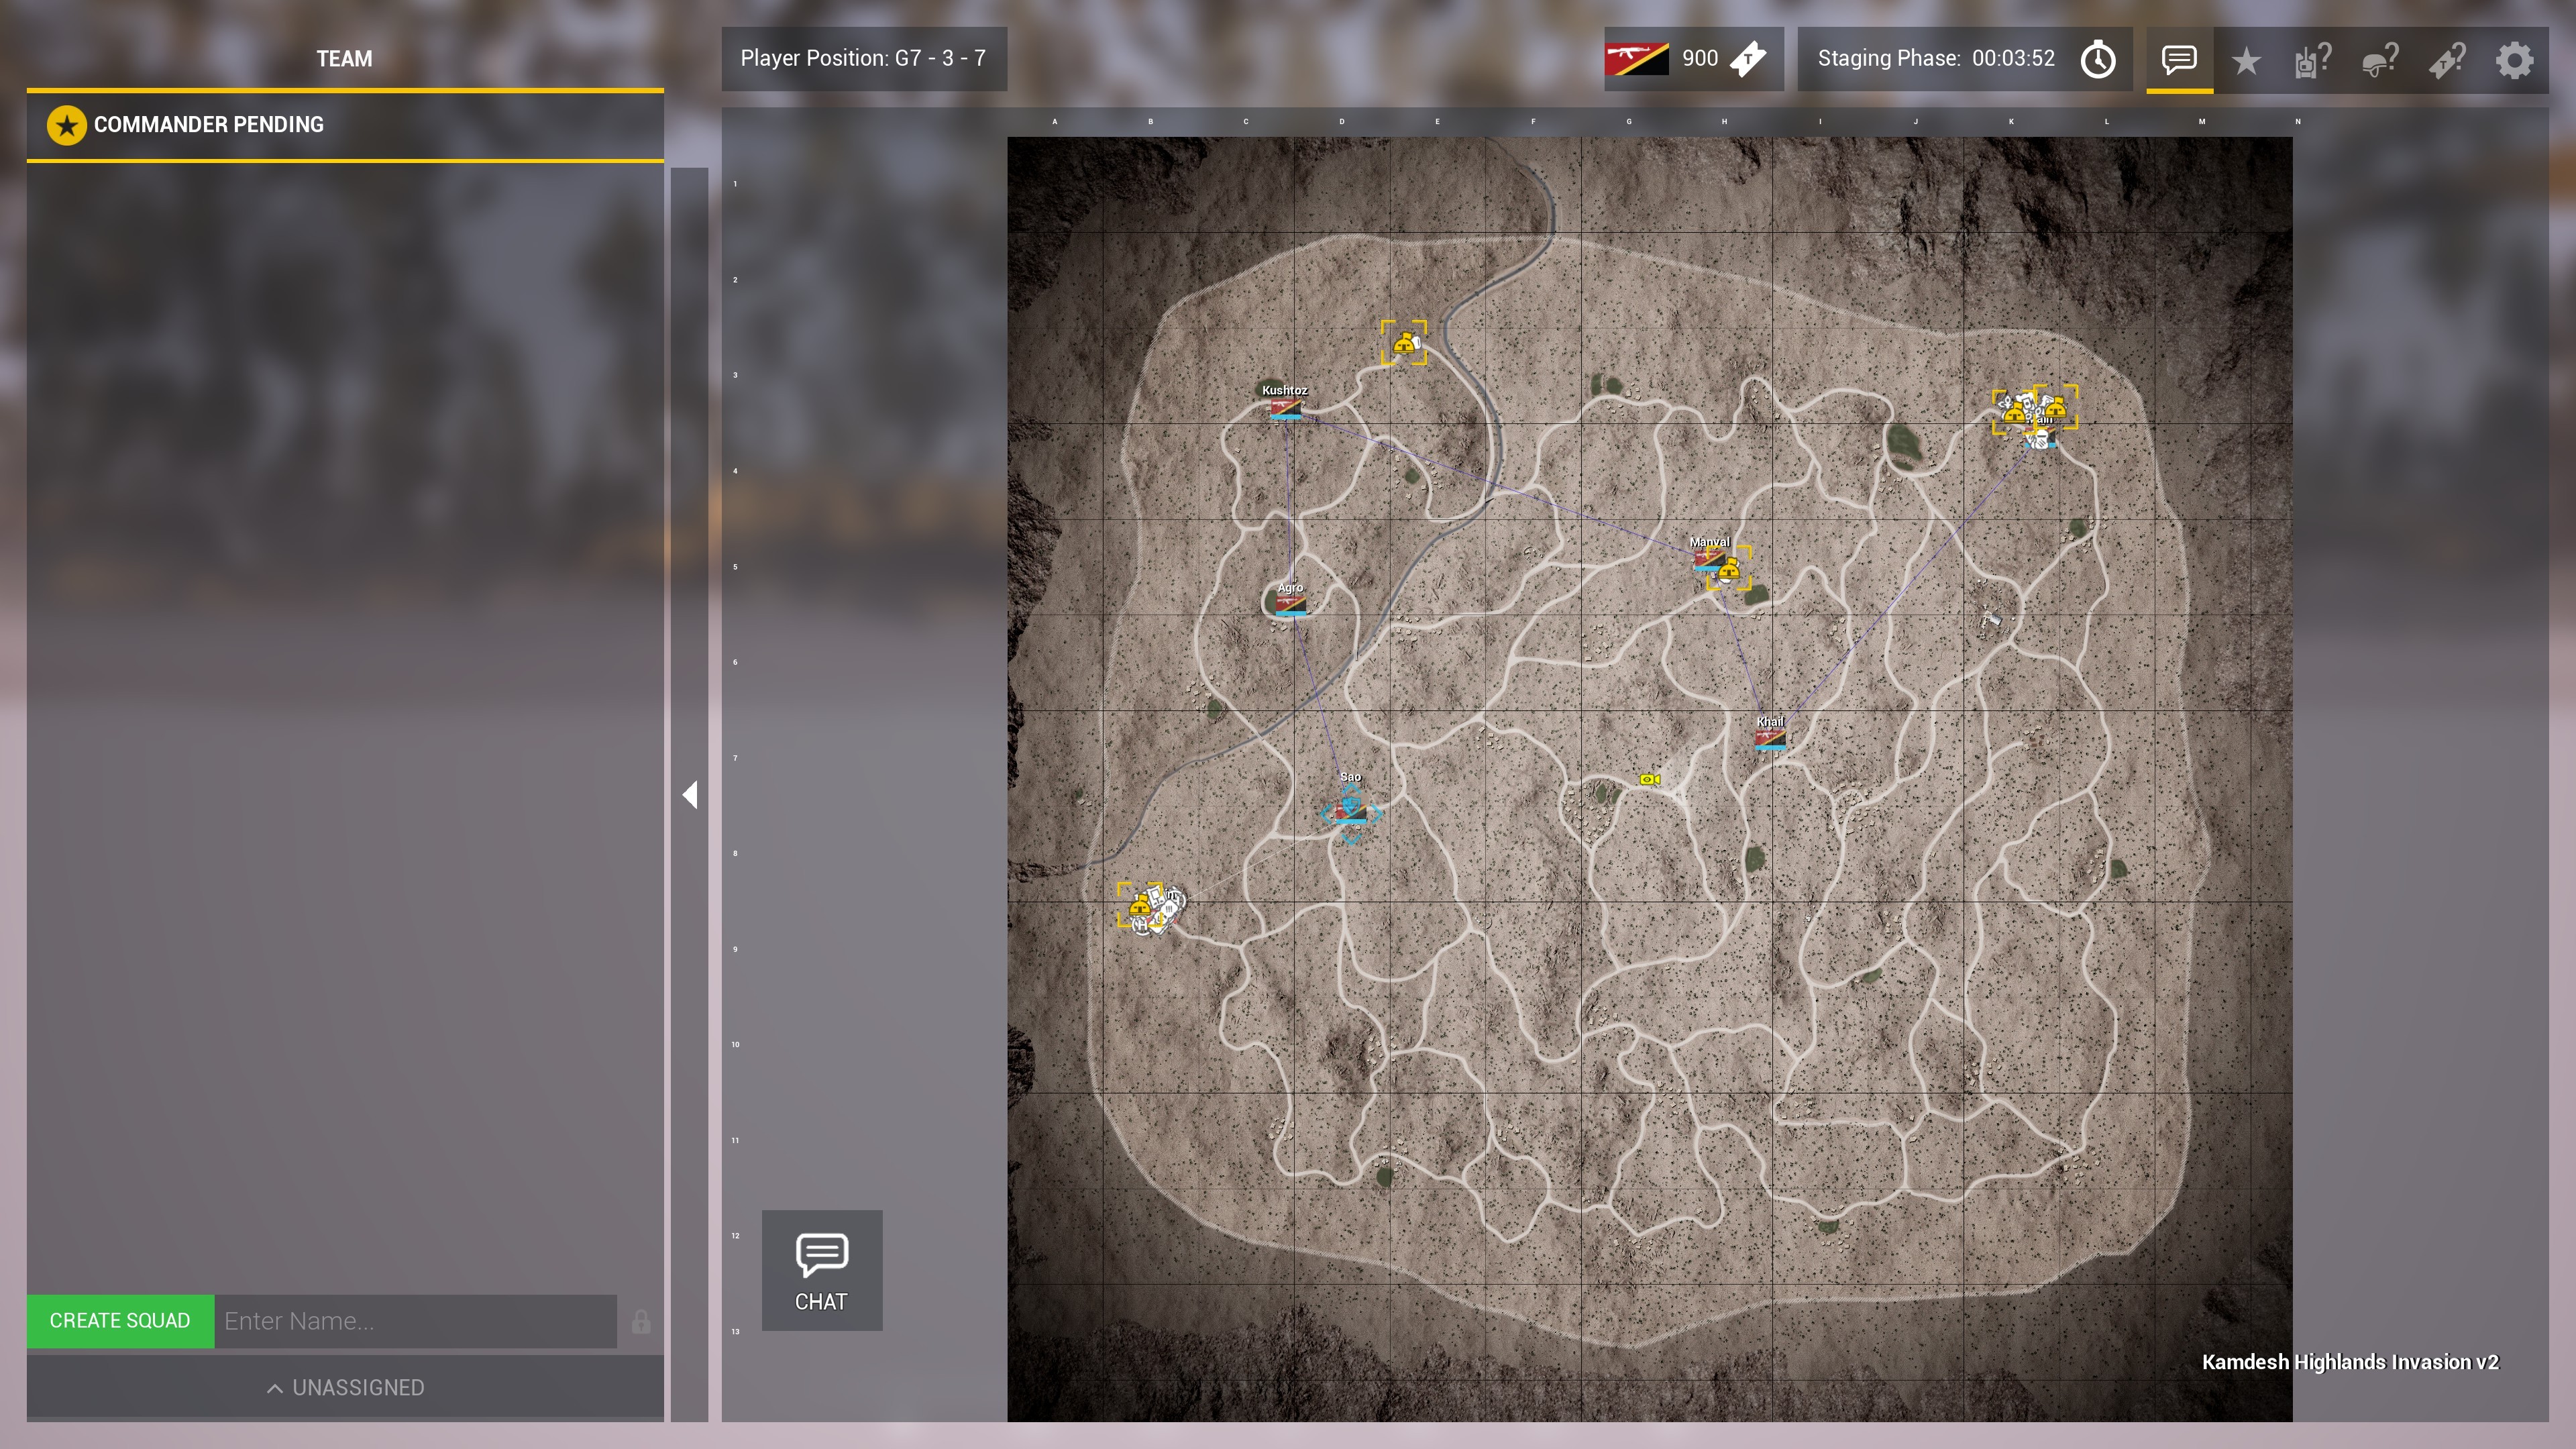 TEAM
Player Position: G7 - 3 - 7
900
T
Staging Phase: 00:03:52
? ? T?
COMMANDER PENDING
A B C D E F G H I J K L M N
1
2
3
4
5
6
7
8
9
10
11
12
13
Kushtoz
Manval
Agro
Khail
Sao
CHAT
CREATE SQUAD Enter Name...
UNASSIGNED
Kamdesh Highlands Invasion v2